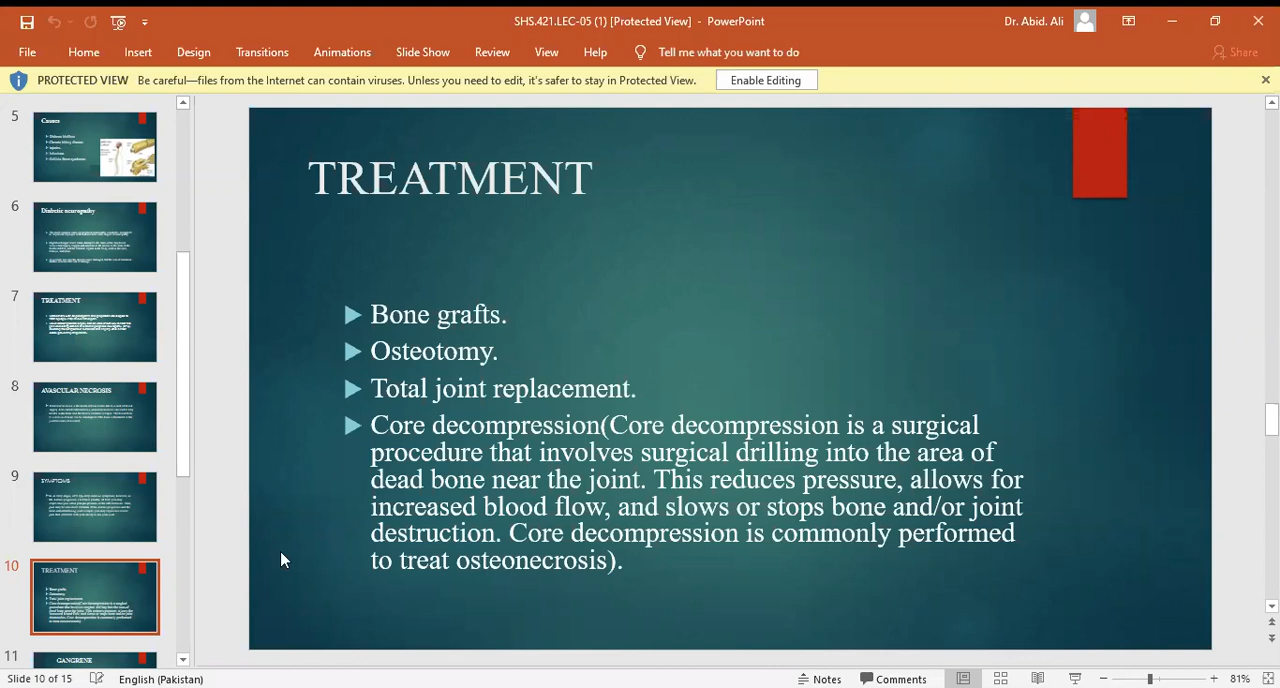 SHS.421.LEC-05 (1) [Protected View] - PowerPoint
Dr. Abid. Ali
File Home Insert Design Transitions Animations Slide Show Review View Help Tell me what you want to do Share
PROTECTED VIEW Be careful—files from the Internet can contain viruses. Unless you need to edit, it's safer to stay in Protected View. Enable Editing
5
Causes
6
Diabetic neuropathy
7
TREATMENT
8
AVASCULAR NECROSIS
9
SYMPTOMS
10
TREATMENT
11
GANGRENE
TREATMENT
Bone grafts.
Osteotomy.
Total joint replacement.
Core decompression(Core decompression is a surgical
procedure that involves surgical drilling into the area of
dead bone near the joint. This reduces pressure, allows for
increased blood flow, and slows or stops bone and/or joint
destruction. Core decompression is commonly performed
to treat osteonecrosis).
Slide 10 of 15 English (Pakistan) Notes Comments 81%